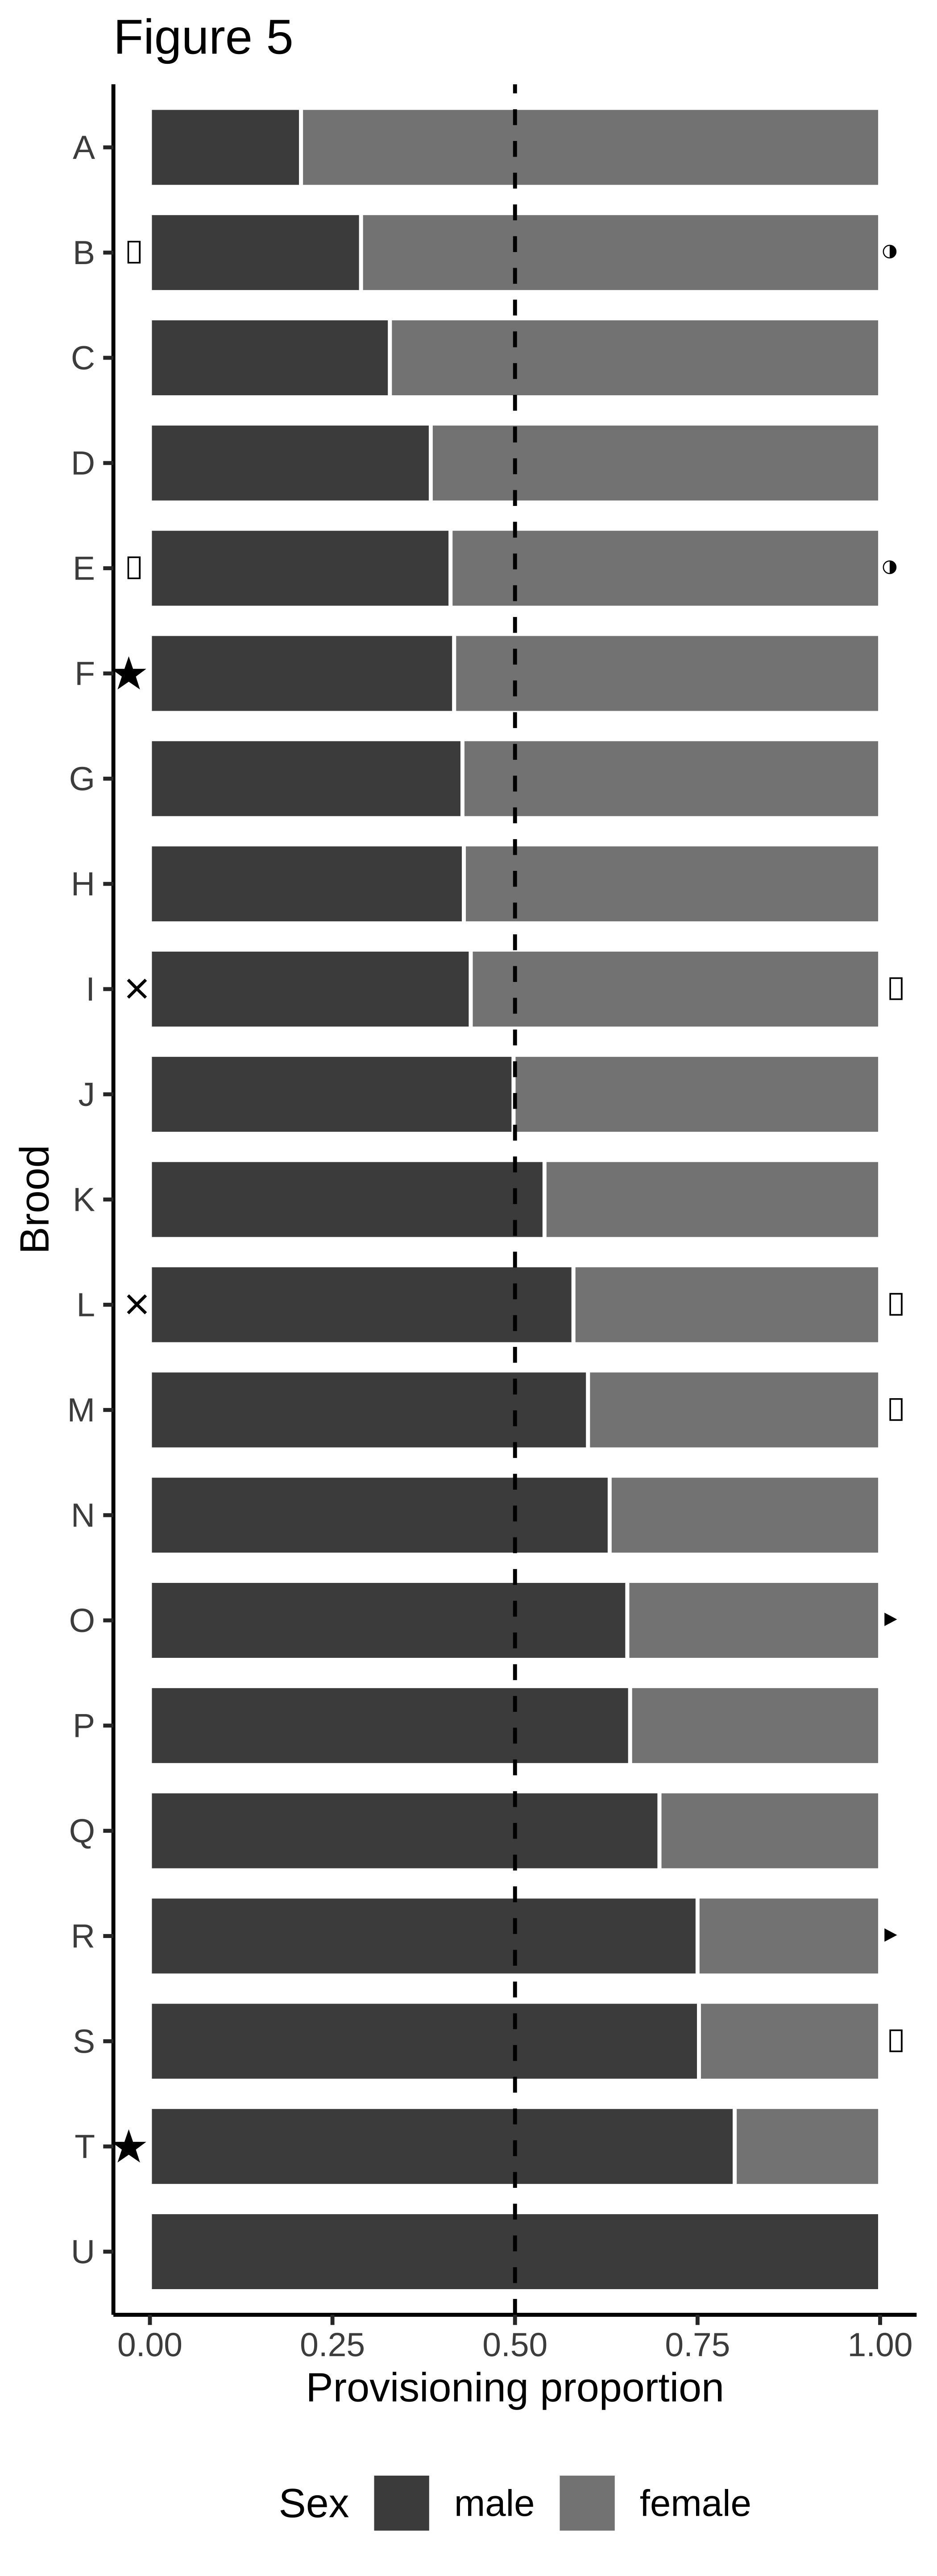 Figure 5
A
B
C
D
E
F
G
H
I
J
K
L
M
N
O
P
Q
R
S
T
U
Brood
0.00 0.25 0.50 0.75 1.00
Provisioning proportion
Sex male female